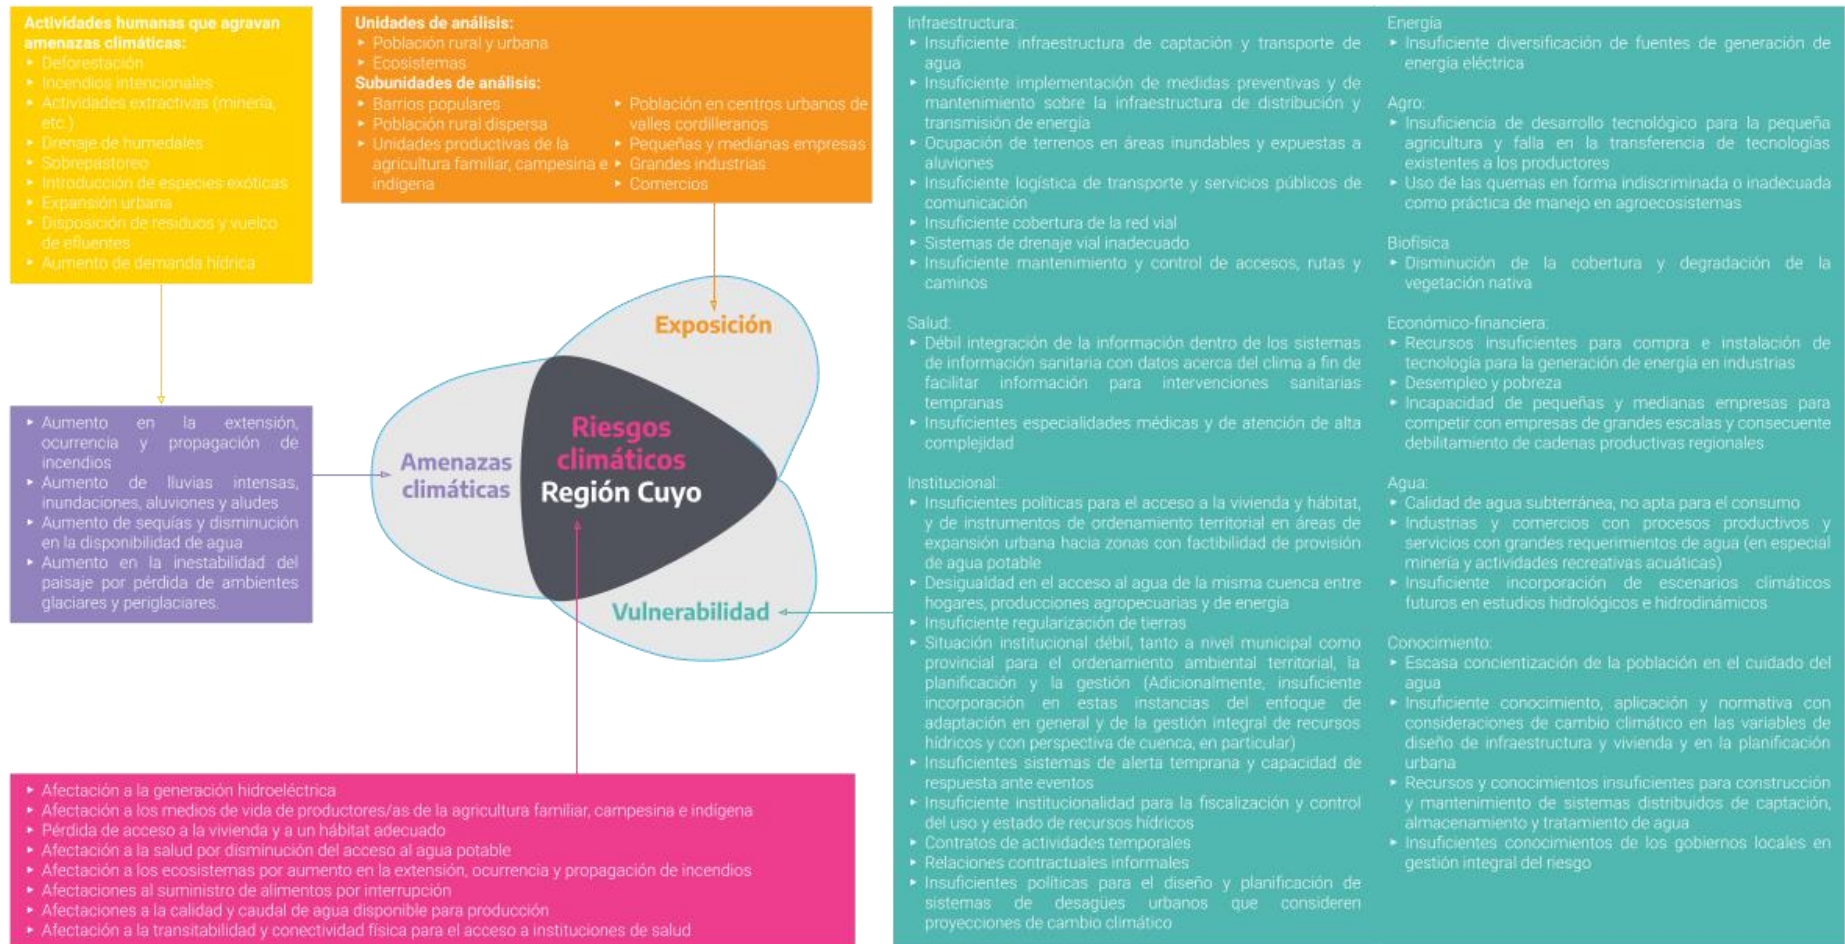 Actividades humanas que agravan
amenazas climáticas:
▸ Deforestación
▸ Incendios intencionales
▸ Actividades extractivas (minería,
etc.)
▸ Drenaje de humedales
▸ Sobrepastoreo
▸ Introducción de especies exóticas
▸ Expansión urbana
▸ Disposición de residuos y vuelco
de efluentes
▸ Aumento de demanda hídrica
Unidades de análisis:
▸ Población rural y urbana
▸ Ecosistemas
Subunidades de análisis:
▸ Barrios populares
▸ Población rural dispersa
▸ Unidades productivas de la
agricultura familiar, campesina e
indígena
▸ Población en centros urbanos de
valles cordilleranos
▸ Pequeñas y medianas empresas
▸ Grandes industrias
▸ Comercios
Exposición
Amenazas
climáticas
Riesgos
climáticos
Región Cuyo
Vulnerabilidad
▸ Aumento en la extensión,
ocurrencia y propagación de
incendios
▸ Aumento de lluvias intensas,
inundaciones, aluviones y aludes
▸ Aumento de sequías y disminución
en la disponibilidad de agua
▸ Aumento en la inestabilidad del
paisaje por pérdida de ambientes
glaciares y periglaciares.
▸ Afectación a la generación hidroeléctrica
▸ Afectación a los medios de vida de productores/as de la agricultura familiar, campesina e indígena
▸ Pérdida de acceso a la vivienda y a un hábitat adecuado
▸ Afectación a la salud por disminución del acceso al agua potable
▸ Afectación a los ecosistemas por aumento en la extensión, ocurrencia y propagación de incendios
▸ Afectaciones al suministro de alimentos por interrupción
▸ Afectaciones a la calidad y caudal de agua disponible para producción
▸ Afectación a la transitabilidad y conectividad física para el acceso a instituciones de salud
Infraestructura:
▸ Insuficiente infraestructura de captación y transporte de
agua
▸ Insuficiente implementación de medidas preventivas y de
mantenimiento sobre la infraestructura de distribución y
transmisión de energía
▸ Ocupación de terrenos en áreas inundables y expuestas a
aluviones
▸ Insuficiente logística de transporte y servicios públicos de
comunicación
▸ Insuficiente cobertura de la red vial
▸ Sistemas de drenaje vial inadecuado
▸ Insuficiente mantenimiento y control de accesos, rutas y
caminos
Salud:
▸ Débil integración de la información dentro de los sistemas
de información sanitaria con datos acerca del clima a fin de
facilitar información para intervenciones sanitarias
tempranas
▸ Insuficientes especialidades médicas y de atención de alta
complejidad
Institucional:
▸ Insuficientes políticas para el acceso a la vivienda y hábitat,
y de instrumentos de ordenamiento territorial en áreas de
expansión urbana hacia zonas con factibilidad de provisión
de agua potable
▸ Desigualdad en el acceso al agua de la misma cuenca entre
hogares, producciones agropecuarias y de energía
▸ Insuficiente regularización de tierras
▸ Situación institucional débil, tanto a nivel municipal como
provincial para el ordenamiento ambiental territorial, la
planificación y la gestión (Adicionalmente, insuficiente
incorporación en estas instancias del enfoque de
adaptación en general y de la gestión integral de recursos
hídricos y con perspectiva de cuenca, en particular)
▸ Insuficientes sistemas de alerta temprana y capacidad de
respuesta ante eventos
▸ Insuficiente institucionalidad para la fiscalización y control
del uso y estado de recursos hídricos
▸ Contratos de actividades temporales
▸ Relaciones contractuales informales
▸ Insuficientes políticas para el diseño y planificación de
sistemas de desagües urbanos que consideren
proyecciones de cambio climático
Energía
▸ Insuficiente diversificación de fuentes de generación de
energía eléctrica
Agro:
▸ Insuficiencia de desarrollo tecnológico para la pequeña
agricultura y falla en la transferencia de tecnologías
existentes a los productores
▸ Uso de las quemas en forma indiscriminada o inadecuada
como práctica de manejo en agroecosistemas
Biofísica
▸ Disminución de la cobertura y degradación de la
vegetación nativa
Económico-financiera:
▸ Recursos insuficientes para compra e instalación de
tecnología para la generación de energía en industrias
▸ Desempleo y pobreza
▸ Incapacidad de pequeñas y medianas empresas para
competir con empresas de grandes escalas y consecuente
debilitamiento de cadenas productivas regionales
Agua:
▸ Calidad de agua subterránea, no apta para el consumo
▸ Industrias y comercios con procesos productivos y
servicios con grandes requerimientos de agua (en especial
minería y actividades recreativas acuáticas)
▸ Insuficiente incorporación de escenarios climáticos
futuros en estudios hidrológicos e hidrodinámicos
Conocimiento:
▸ Escasa concientización de la población en el cuidado del
agua
▸ Insuficiente conocimiento, aplicación y normativa con
consideraciones de cambio climático en las variables de
diseño de infraestructura y vivienda y en la planificación
urbana
▸ Recursos y conocimientos insuficientes para construcción
y mantenimiento de sistemas distribuidos de captación,
almacenamiento y tratamiento de agua
▸ Insuficientes conocimientos de los gobiernos locales en
gestión integral del riesgo